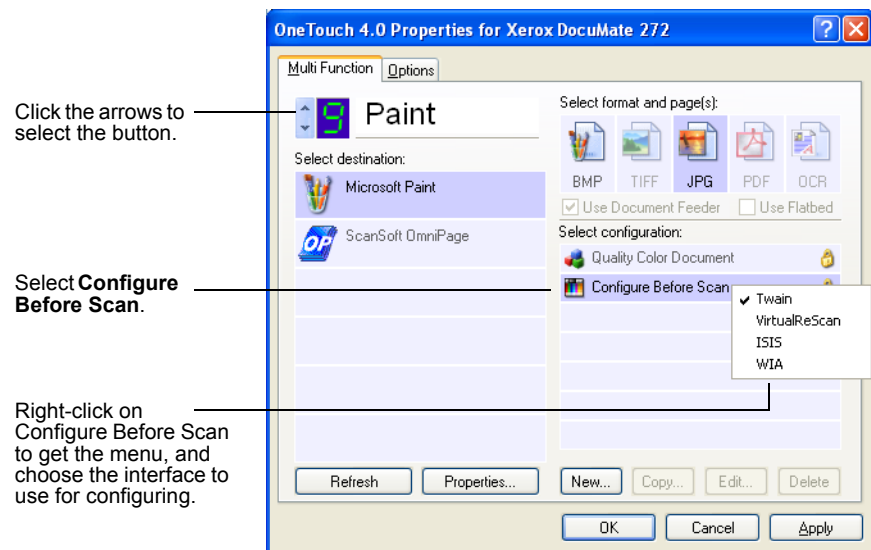 OneTouch 4.0 Properties for Xerox DocuMate 272
Multi Function
Options
Click the arrows to
select the button.
9
Paint
Select destination:
Microsoft Paint
ScanSoft OmniPage
Select format and page(s):
BMP TIFF JPG PDF OCR
Use Document Feeder
Use Flatbed
Select configuration:
Quality Color Document
Configure Before Scan
Select Configure
Before Scan.
Twain
VirtualReScan
ISIS
WIA
Right-click on
Configure Before Scan
to get the menu, and
choose the interface to
use for configuring.
Refresh
Properties...
New...
Copy...
Edit...
Delete
OK
Cancel
Apply